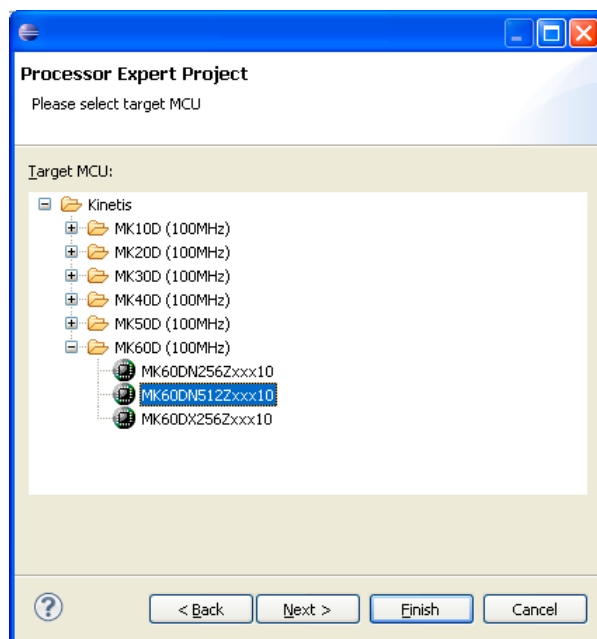 Processor Expert Project
Please select target MCU
Target MCU:
Kinetis
MK10D (100MHz)
MK20D (100MHz)
MK30D (100MHz)
MK40D (100MHz)
MK50D (100MHz)
MK60D (100MHz)
MK60DN256Zxxx10
MK60DN512Zxxx10
MK60DX256Zxxx10
? < Back Next > Finish Cancel